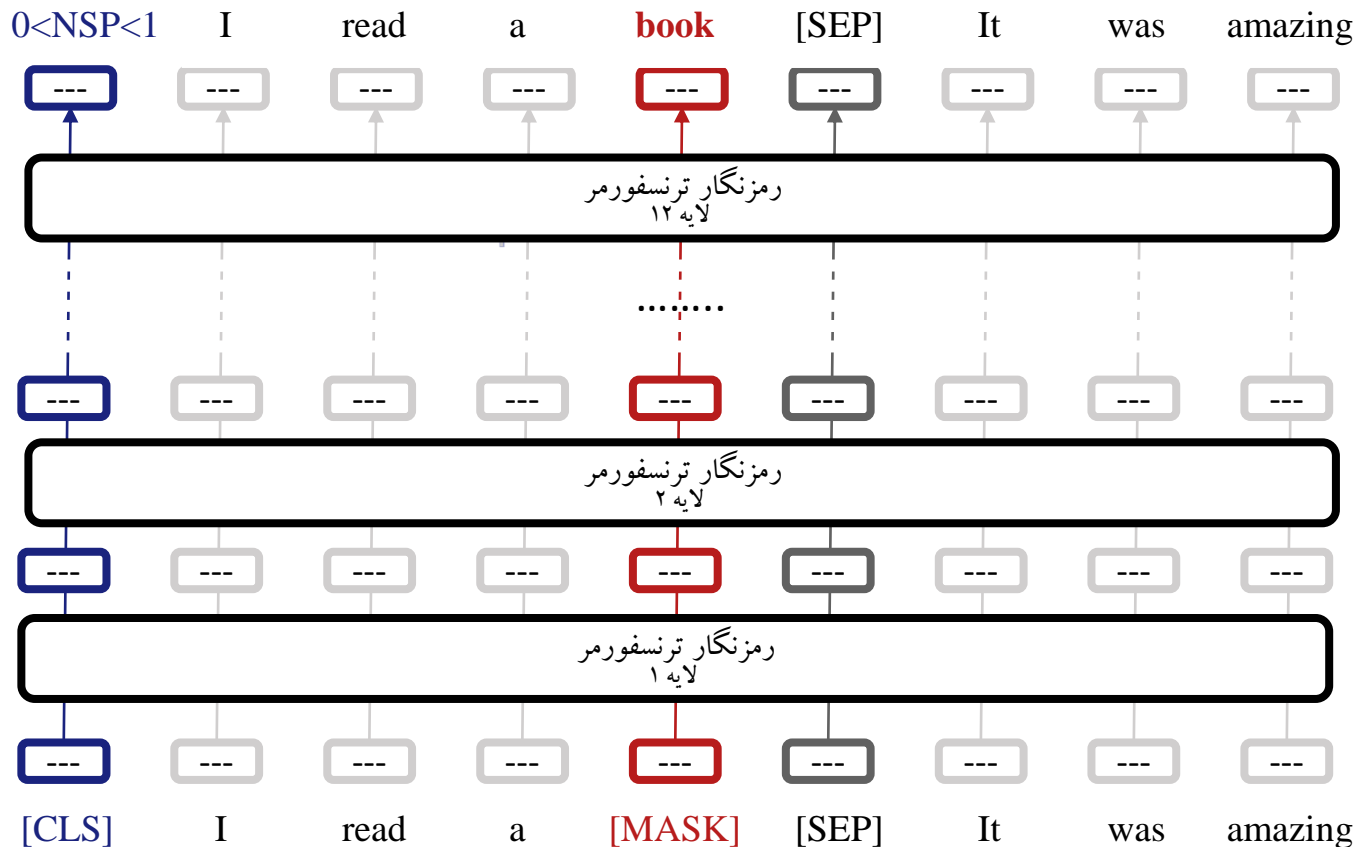 0<NSP<1 I read a book [SEP] It was amazing
--- --- --- --- --- --- --- --- ---
رمزنگار ترنسفورمر
لایه ۱۲
........
--- --- --- --- --- --- --- --- ---
رمزنگار ترنسفورمر
لایه ۲
--- --- --- --- --- --- --- --- ---
رمزنگار ترنسفورمر
لایه ۱
--- --- --- --- --- --- --- --- ---
[CLS] I read a [MASK] [SEP] It was amazing